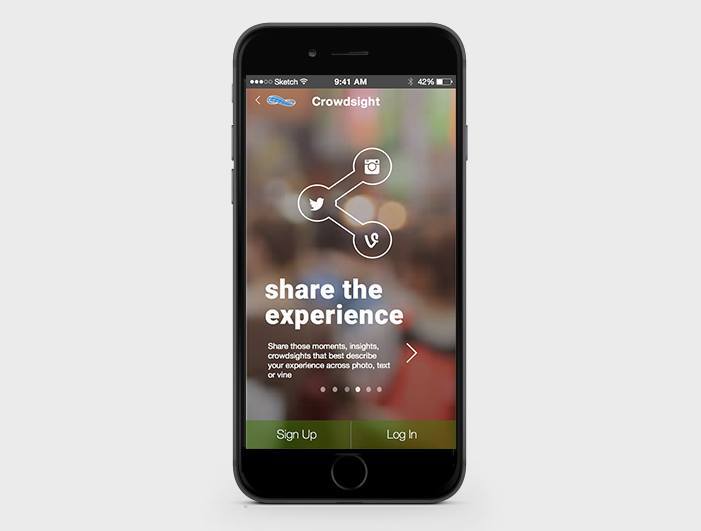 Sketch 9:41 AM 42%
Crowdsight
share the
experience
Share those moments, insights,
crowdsights that best describe
your experience across photo, text
or vine
Sign Up Log In